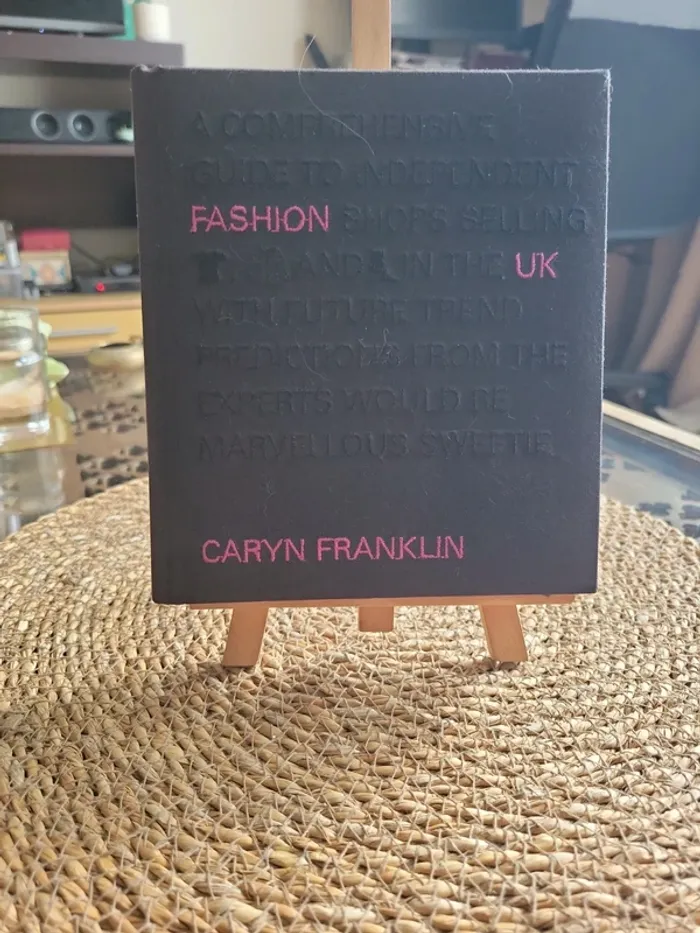 A COMPREHENSIVE
GUIDE TO INDEPENDENT
FASHION SHOPS SELLING
, AND IN THE UK
WITH FUTURE TREND
PREDICTIONS FROM THE
EXPERTS WOULD BE
MARVELLOUS SWEETIE
CARYN FRANKLIN